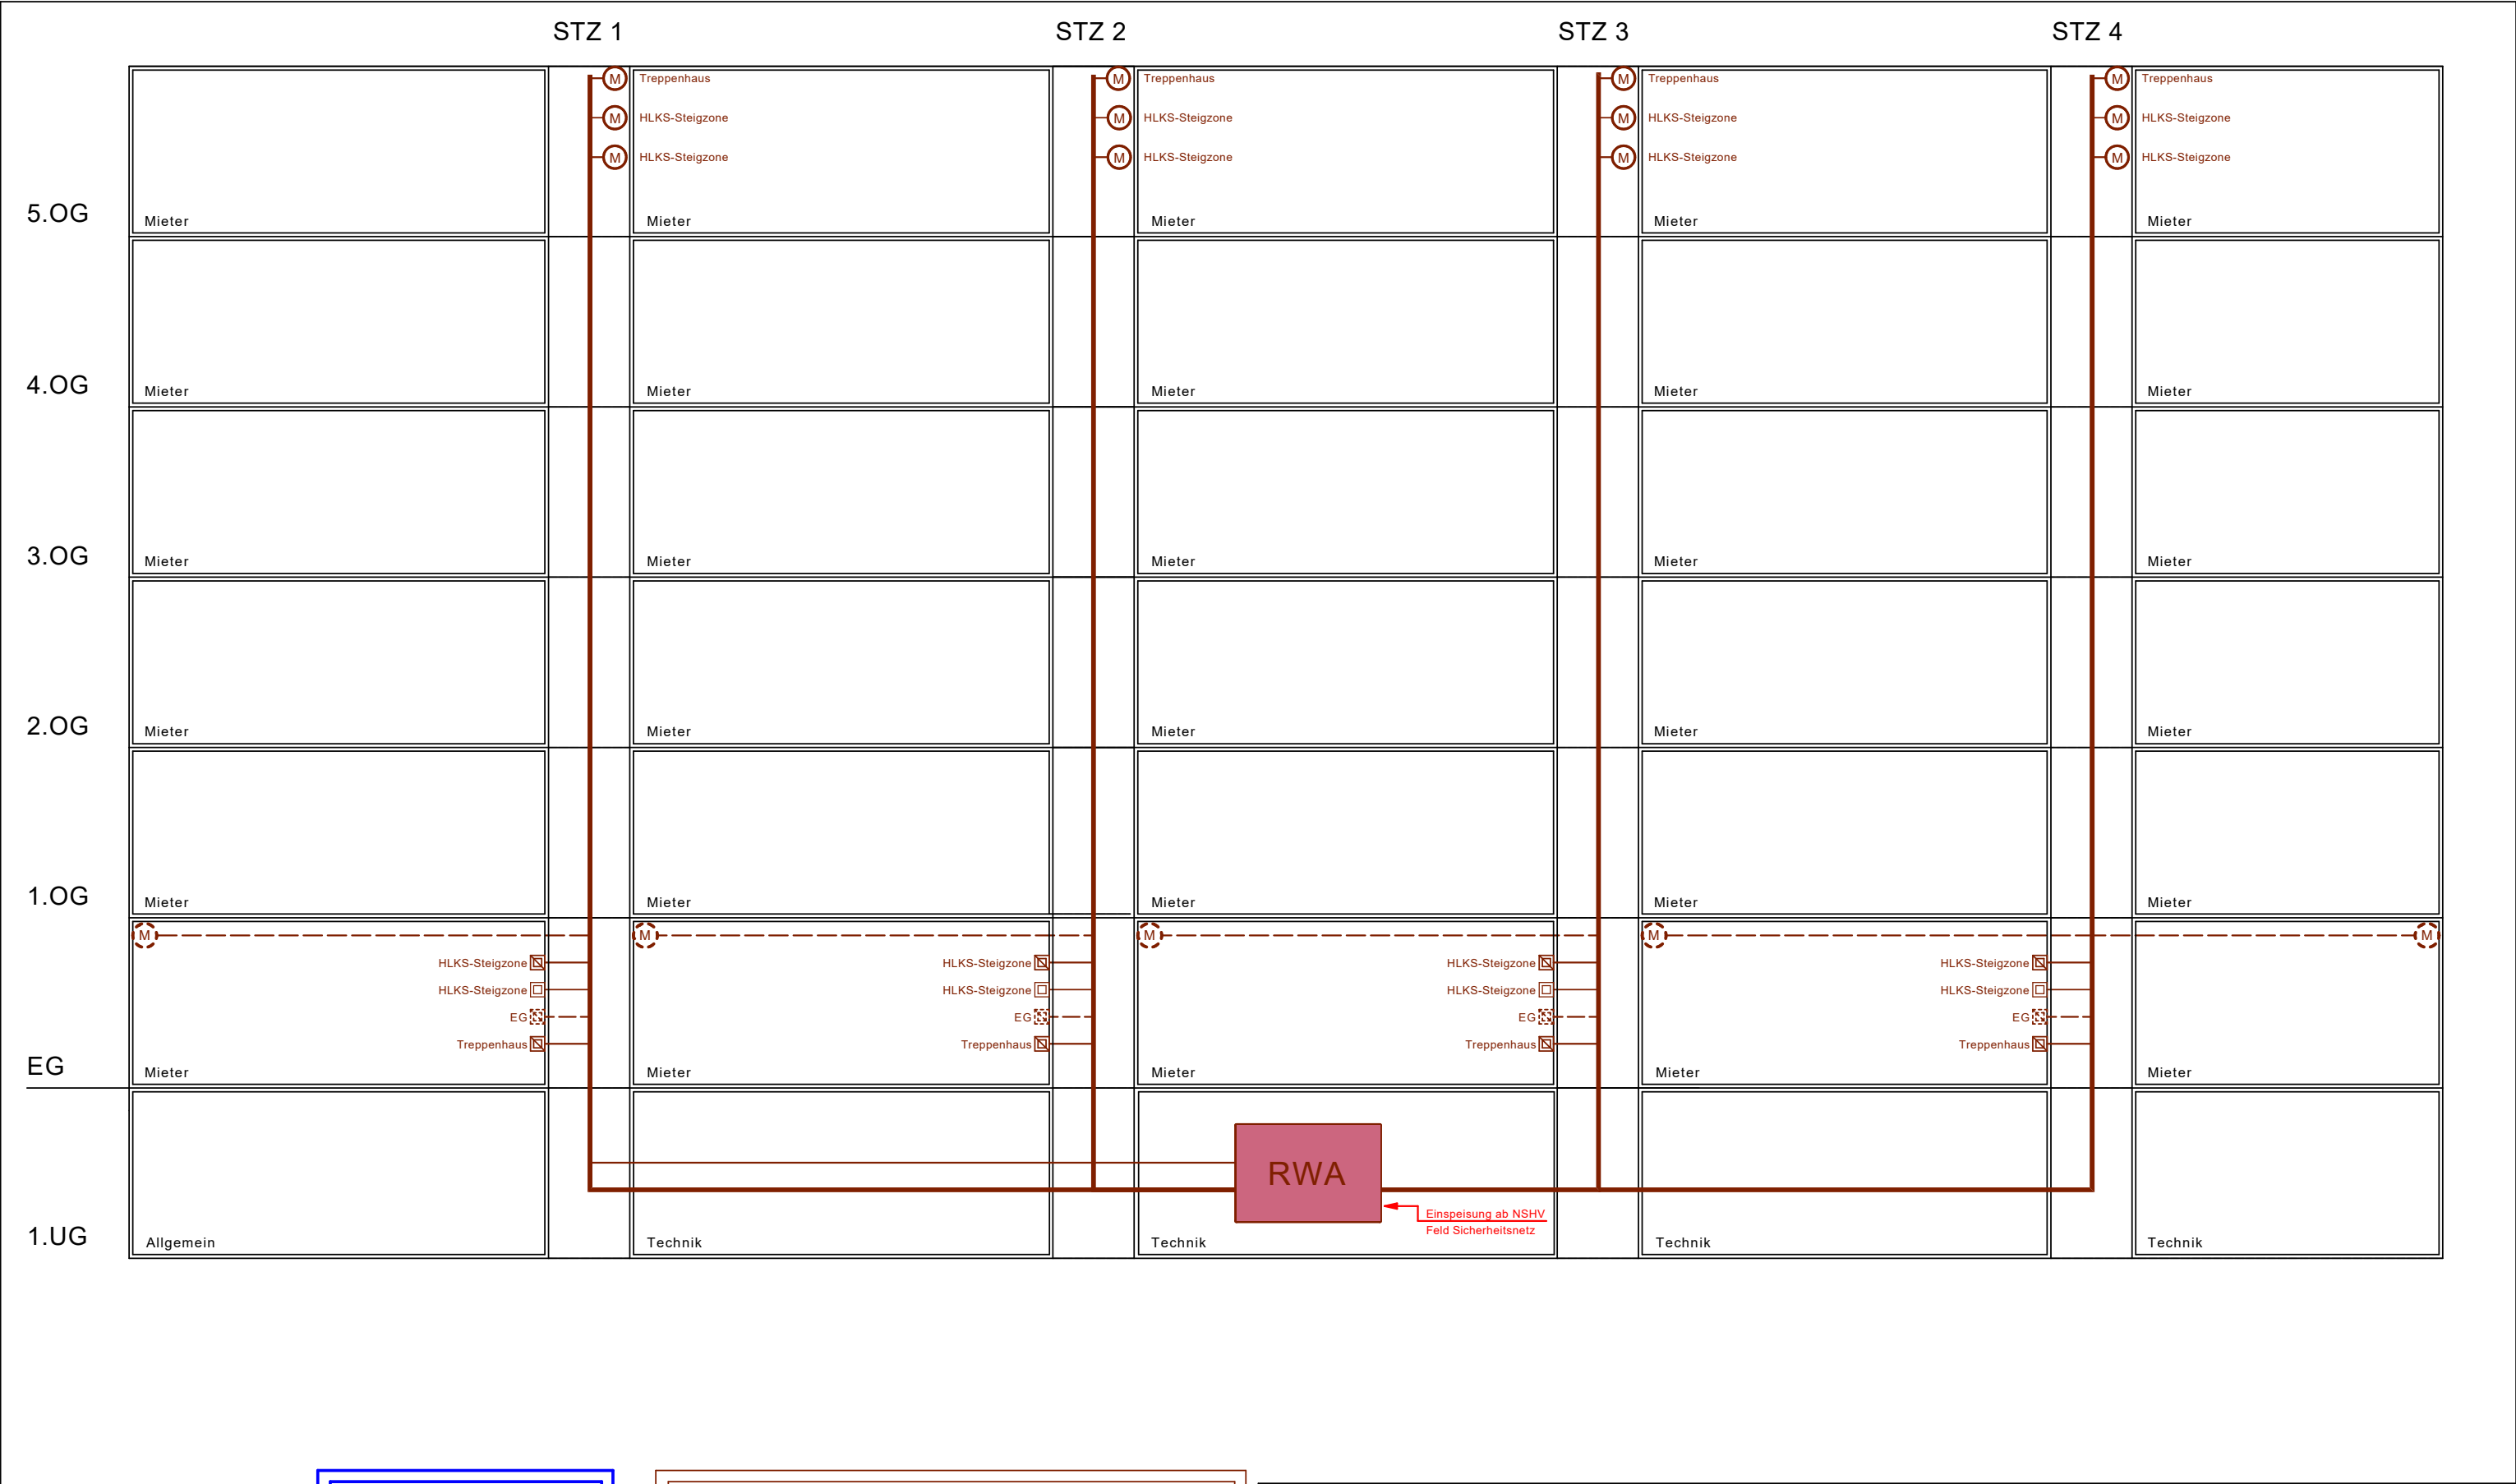 STZ 1 STZ 2 STZ 3 STZ 4
M Treppenhaus M Treppenhaus M Treppenhaus M Treppenhaus
M HLKS-Steigzone M HLKS-Steigzone M HLKS-Steigzone M HLKS-Steigzone
M HLKS-Steigzone M HLKS-Steigzone M HLKS-Steigzone M HLKS-Steigzone
5.OG Mieter Mieter Mieter Mieter Mieter
4.OG Mieter Mieter Mieter Mieter Mieter
3.OG Mieter Mieter Mieter Mieter Mieter
2.OG Mieter Mieter Mieter Mieter Mieter
1.OG Mieter Mieter Mieter Mieter Mieter
M M M M M
HLKS-Steigzone HLKS-Steigzone HLKS-Steigzone HLKS-Steigzone
HLKS-Steigzone HLKS-Steigzone HLKS-Steigzone HLKS-Steigzone
EG EG EG EG
Treppenhaus Treppenhaus Treppenhaus Treppenhaus
EG Mieter Mieter Mieter Mieter Mieter
RWA
Einspeisung ab NSHV
Feld Sicherheitsnetz
1.UG Allgemein Technik Technik Technik Technik